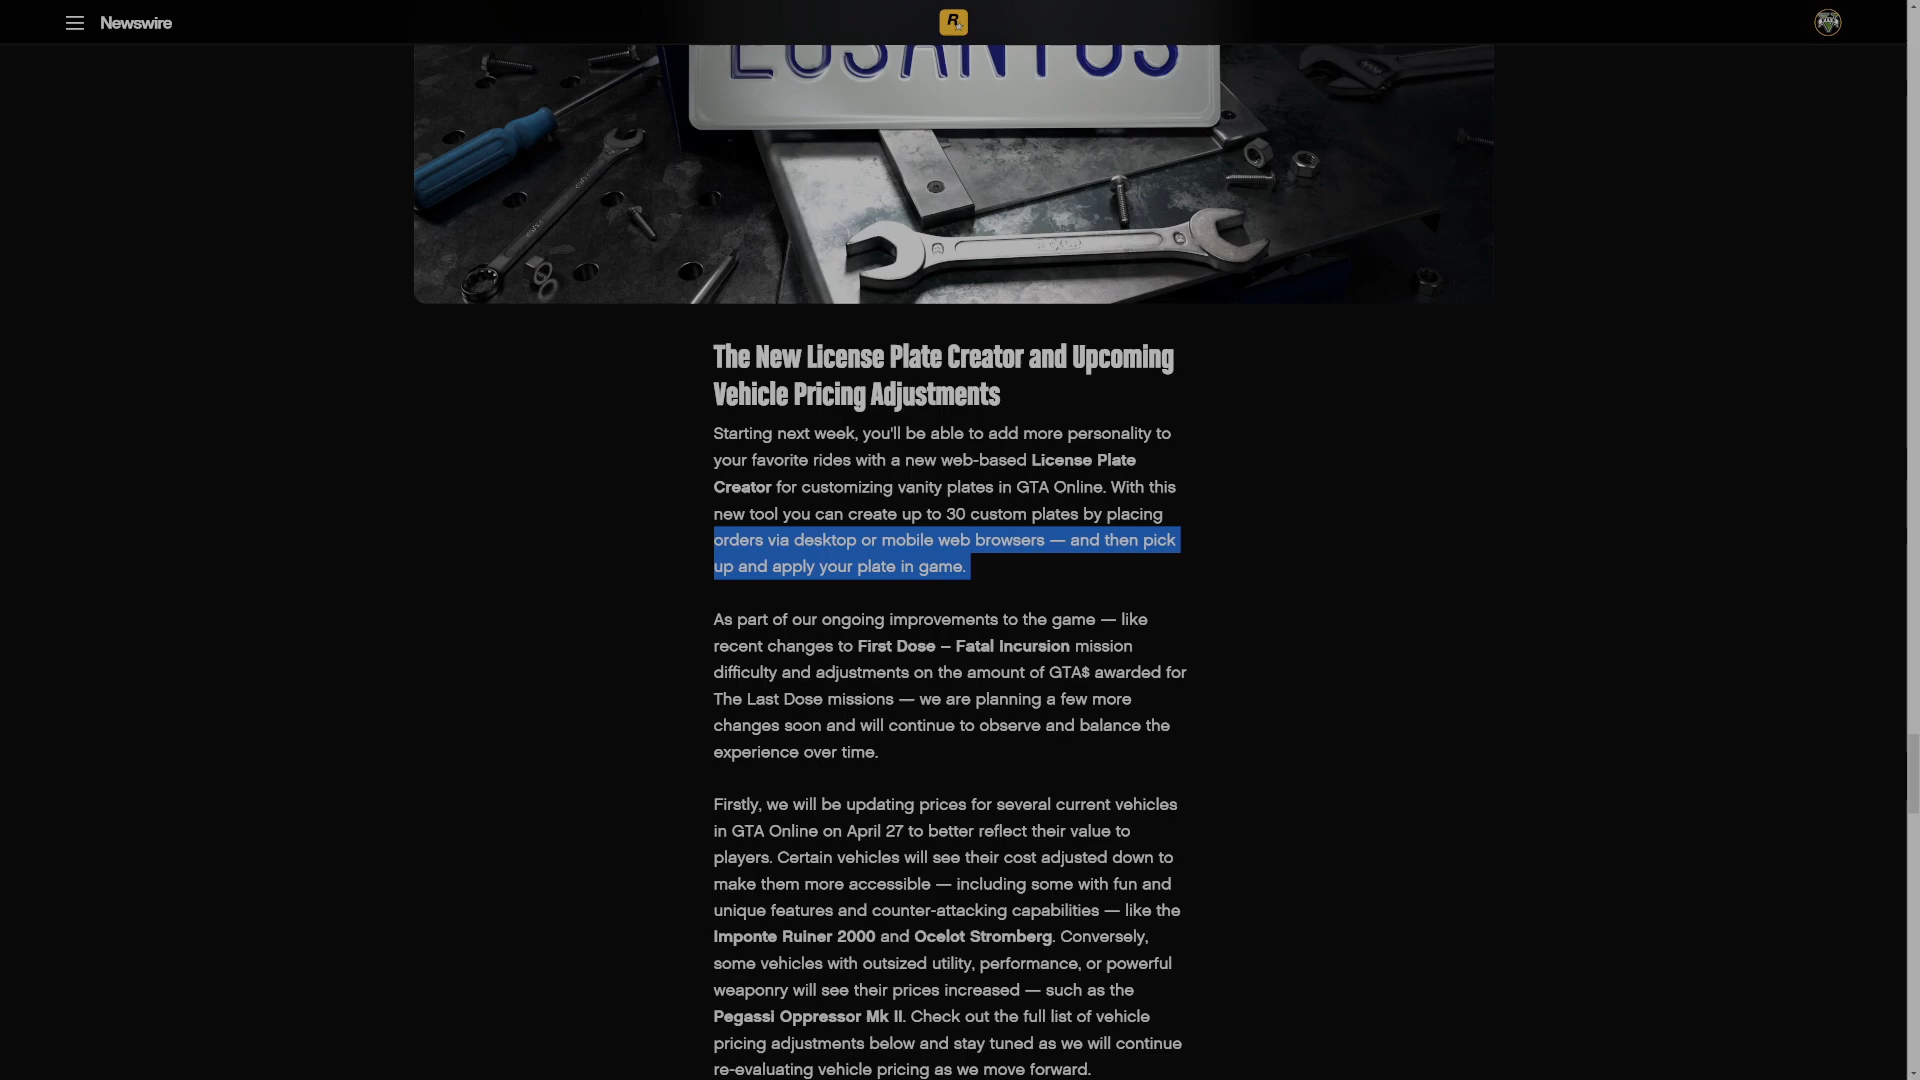 Newswire
R
LOSANTOS
The New License Plate Creator and Upcoming
Vehicle Pricing Adjustments
Starting next week, you'll be able to add more personality to
your favorite rides with a new web-based License Plate
Creator for customizing vanity plates in GTA Online. With this
new tool you can create up to 30 custom plates by placing
orders via desktop or mobile web browsers — and then pick
up and apply your plate in game.
As part of our ongoing improvements to the game — like
recent changes to First Dose – Fatal Incursion mission
difficulty and adjustments on the amount of GTA$ awarded for
The Last Dose missions — we are planning a few more
changes soon and will continue to observe and balance the
experience over time.
Firstly, we will be updating prices for several current vehicles
in GTA Online on April 27 to better reflect their value to
players. Certain vehicles will see their cost adjusted down to
make them more accessible — including some with fun and
unique features and counter-attacking capabilities — like the
Imponte Ruiner 2000 and Ocelot Stromberg. Conversely,
some vehicles with outsized utility, performance, or powerful
weaponry will see their prices increased — such as the
Pegassi Oppressor Mk II. Check out the full list of vehicle
pricing adjustments below and stay tuned as we will continue
re-evaluating vehicle pricing as we move forward.